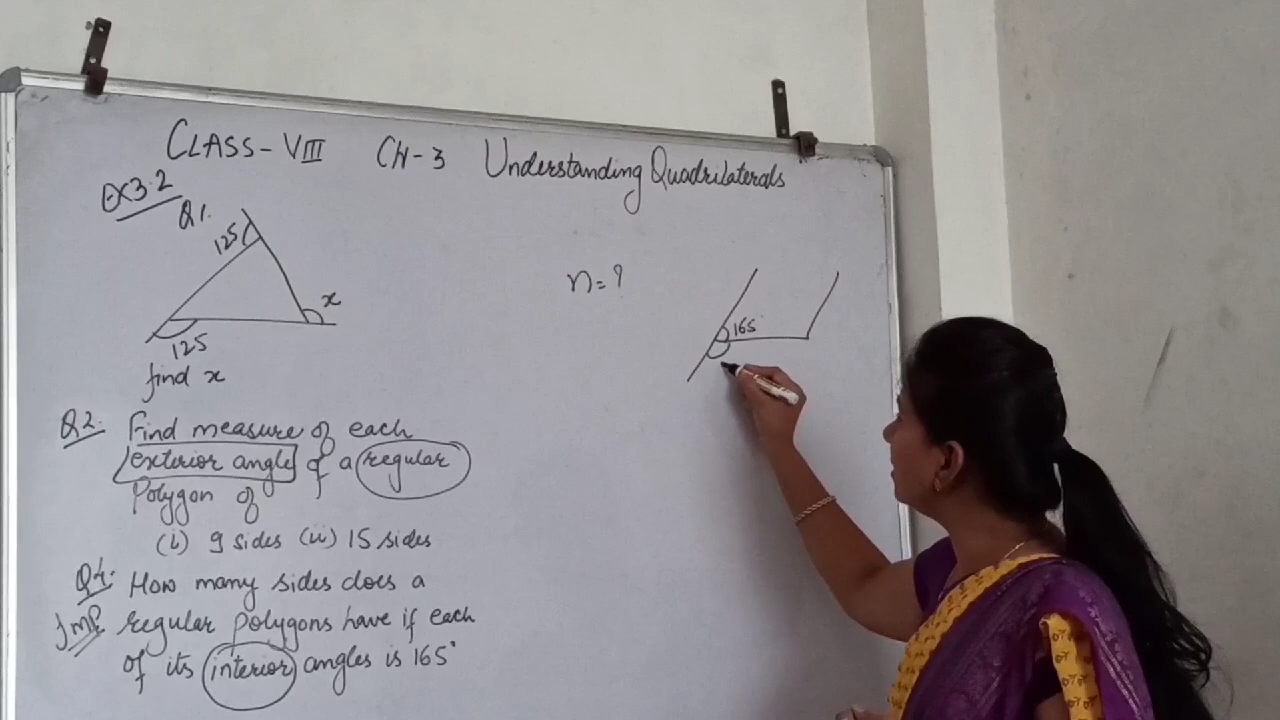 CLASS-VIII CH-3 Understanding Quadrilaterals
EX3.2
Q1.
125
x
125
find x
Q2. Find measure of each
exterior angle of a regular
Polygon of
(i) 9 sides (ii) 15 sides
Q4. How many sides does a
Imp. regular polygons have if each
of its interior angles is 165°
n=?
165